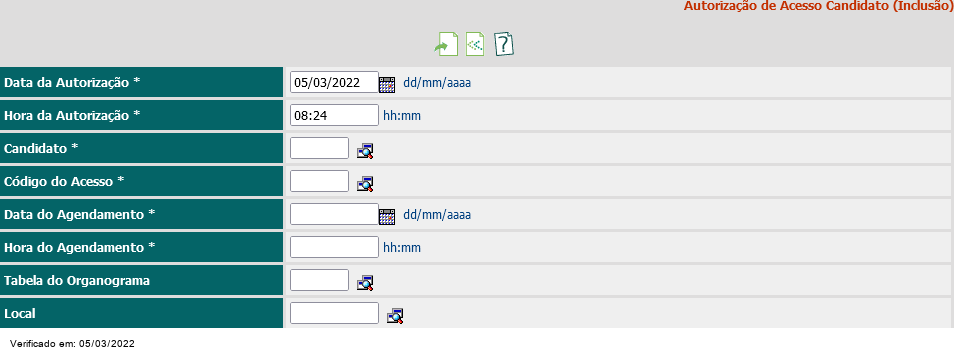 Autorização de Acesso Candidato (Inclusão)
?
Data da Autorização * 05/03/2022 dd/mm/aaaa
Hora da Autorização * 08:24 hh:mm
Candidato *
Código do Acesso *
Data do Agendamento * dd/mm/aaaa
Hora do Agendamento * hh:mm
Tabela do Organograma
Local
Verificado em: 05/03/2022